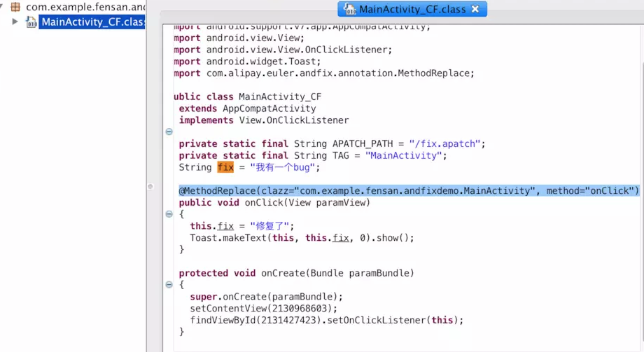 com.example.fensan.and
MainActivity_CF.class
MainActivity_CF.class
mport android.support.v7.app.AppCompatActivity;
mport android.view.View;
mport android.view.View.OnClickListener;
mport android.widget.Toast;
mport com.alipay.euler.andfix.annotation.MethodReplace;
ublic class MainActivity_CF
extends AppCompatActivity
implements View.OnClickListener
private static final String APATCH_PATH = "/fix.apatch";
private static final String TAG = "MainActivity";
String fix = "我有一个bug";
@MethodReplace(clazz="com.example.fensan.andfixdemo.MainActivity", method="onClick")
public void onClick(View paramView)
{
this.fix = "修复了";
Toast.makeText(this, this.fix, 0).show();
}
protected void onCreate(Bundle paramBundle)
{
super.onCreate(paramBundle);
setContentView(2130968603);
findViewById(2131427423).setOnClickListener(this);
}